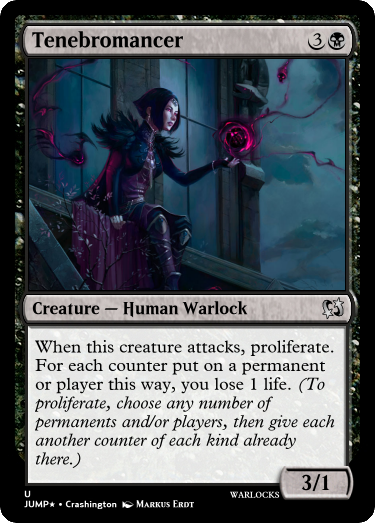 Tenebromancer 3
Creature — Human Warlock
When this creature attacks, proliferate.
For each counter put on a permanent
or player this way, you lose 1 life. (To
proliferate, choose any number of
permanents and/or players, then give each
another counter of each kind already
there.)
3/1
U WARLOCKS
JUMP★ • Crashington Markus Erdt